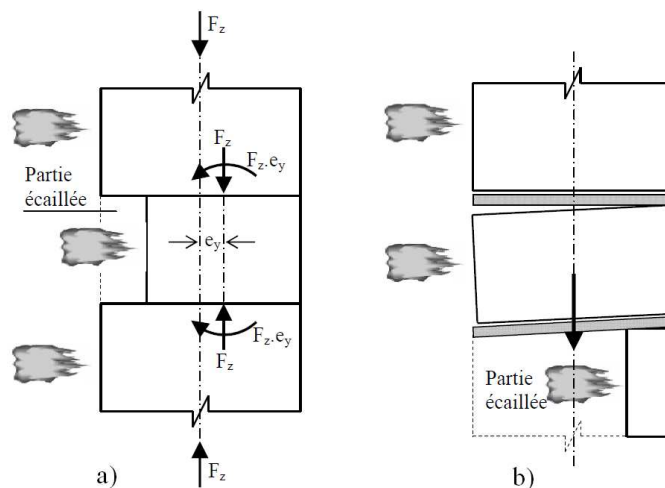 F_z
F_z
F_z.e_y
Partie
écaillée
e_y
F_z.e_y
F_z
Partie
écaillée
a)
F_z
b)